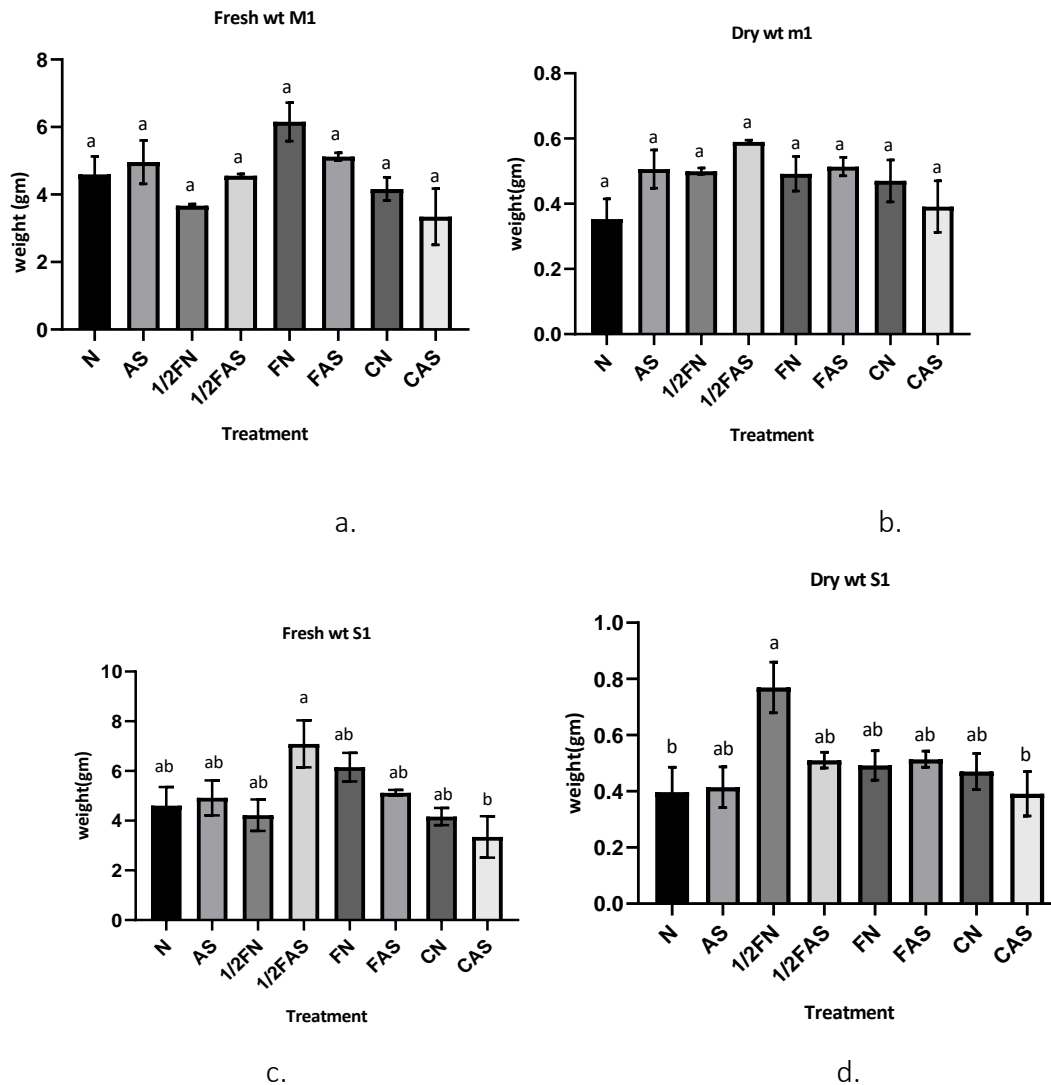 Fresh wt M1
8
6
4
2
0
weight (gm)
a
a
a
a
a
a
a
a
N
AS
1/2FN
1/2FAS
FN
FAS
CN
CAS
Treatment
a.
Dry wt m1
0.8
0.6
0.4
0.2
0.0
weight(gm)
a
a
a
a
a
a
a
a
N
AS
1/2FN
1/2FAS
FN
FAS
CN
CAS
Treatment
b.
Fresh wt S1
10
8
6
4
2
0
weight(gm)
ab
ab
ab
a
ab
ab
ab
b
N
AS
1/2FN
1/2FAS
FN
FAS
CN
CAS
Treatment
c.
Dry wt S1
1.0
0.8
0.6
0.4
0.2
0.0
weight(gm)
b
ab
a
ab
ab
ab
ab
b
N
AS
1/2FN
1/2FAS
FN
FAS
CN
CAS
Treatment
d.